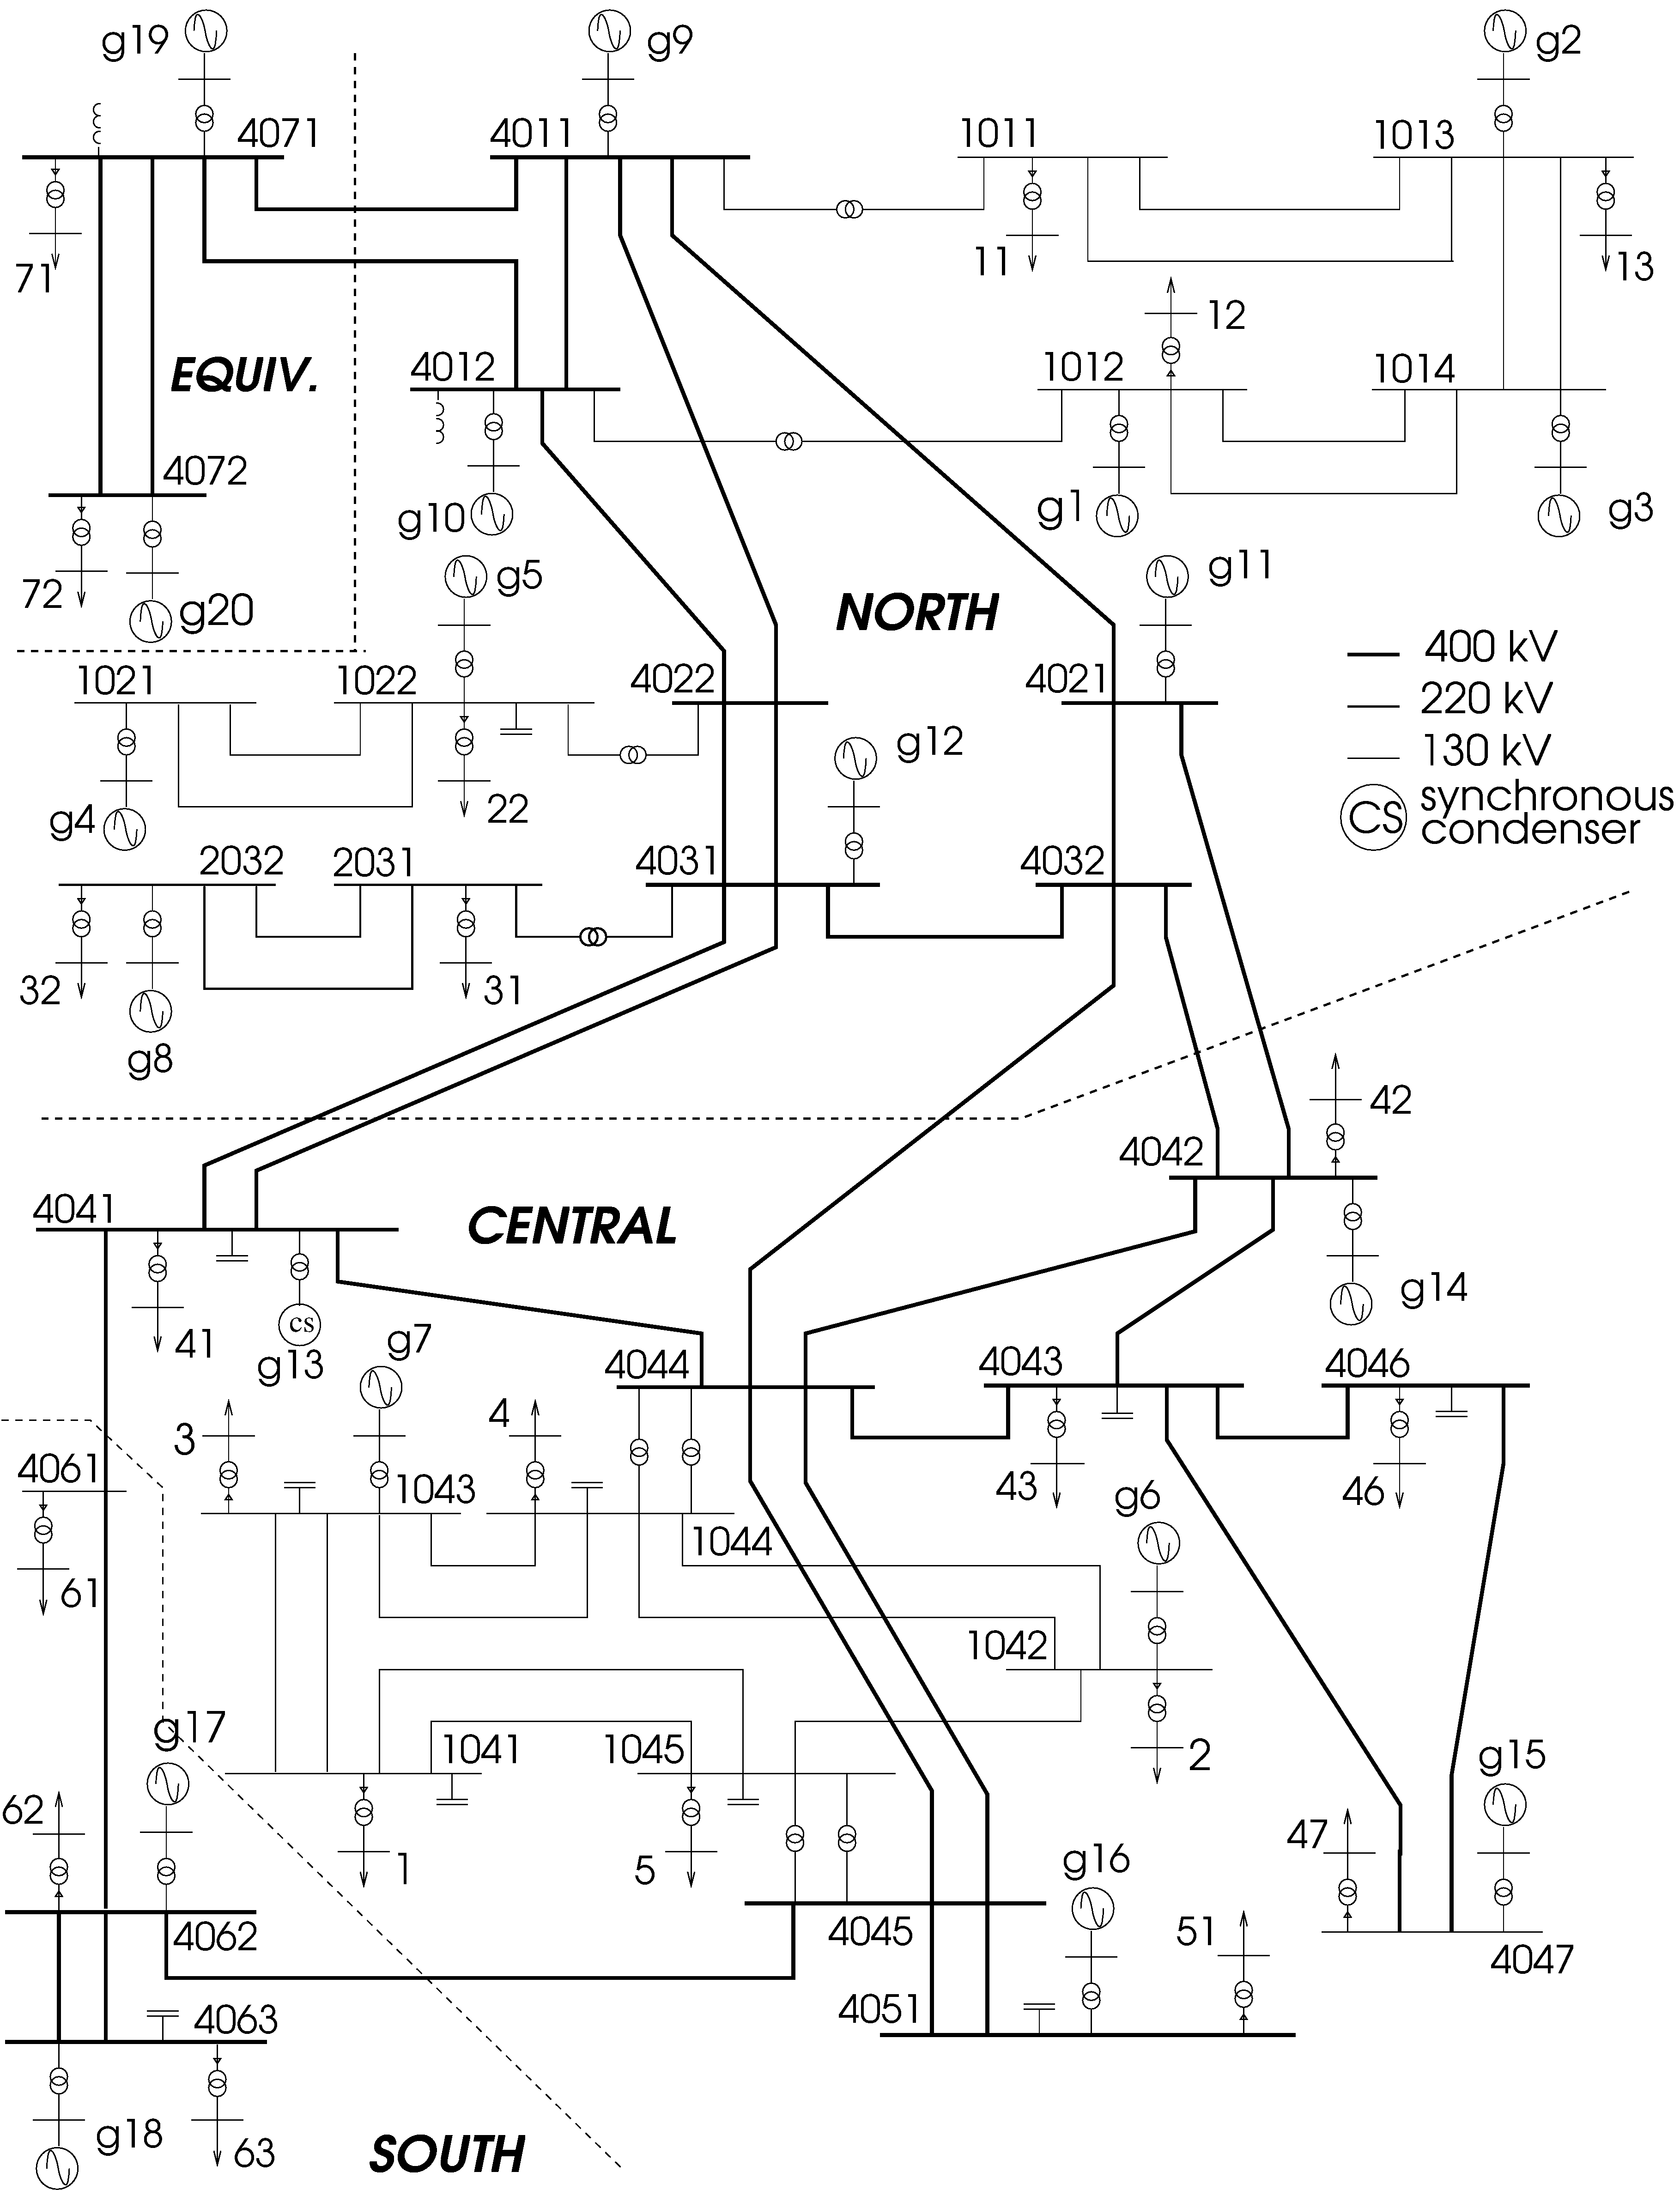 g19
g9
g2
4071
4011
1011
1013
71
11
13
12
EQUIV.
4012
1012
1014
4072
g10
g1
g3
72
g20
g5
g11
NORTH
400 kV
220 kV
130 kV
CS
synchronous
condenser
1021
1022
4022
4021
g12
g4
22
2032
2031
4031
4032
32
31
g8
42
4042
4041
CENTRAL
g14
41
cs
g13
g7
4044
4043
4046
3
4
4061
1043
43
46
g6
1044
61
1042
g17
1041
1045
2
g15
62
1
5
47
g16
4062
4045
51
4047
4063
4051
g18
63
SOUTH